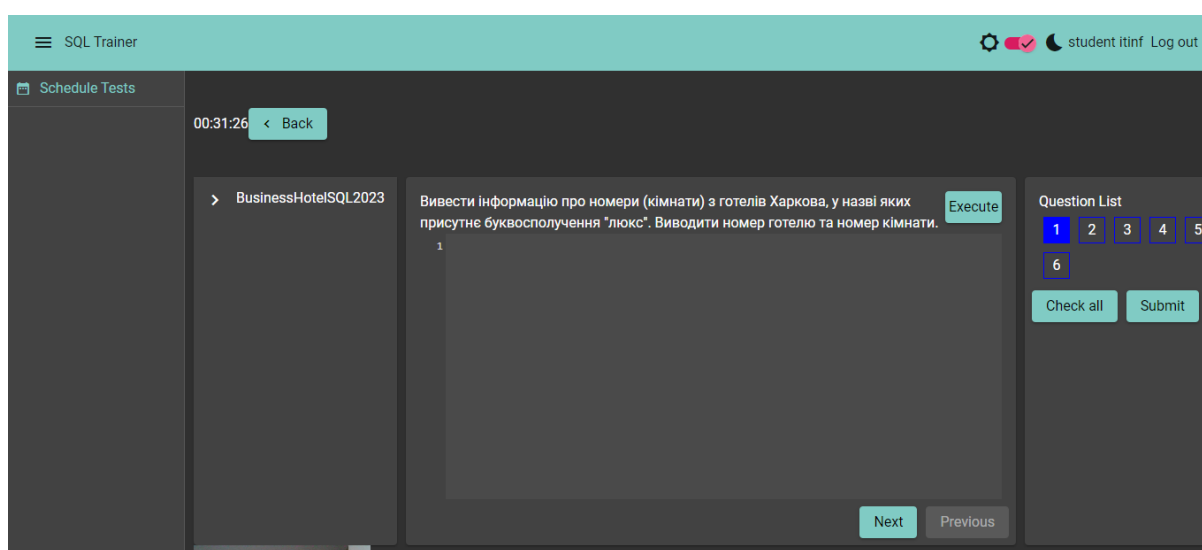 SQL Trainer
student itinf Log out
Schedule Tests
00:31:26
Back
BusinessHotelSQL2023
Вивести інформацію про номери (кімнати) з готелів Харкова, у назві яких
присутнє буквосполучення "люкс". Виводити номер готелю та номер кімнати.
Execute
1
Question List
1 2 3 4 5
6
Check all Submit
Next Previous